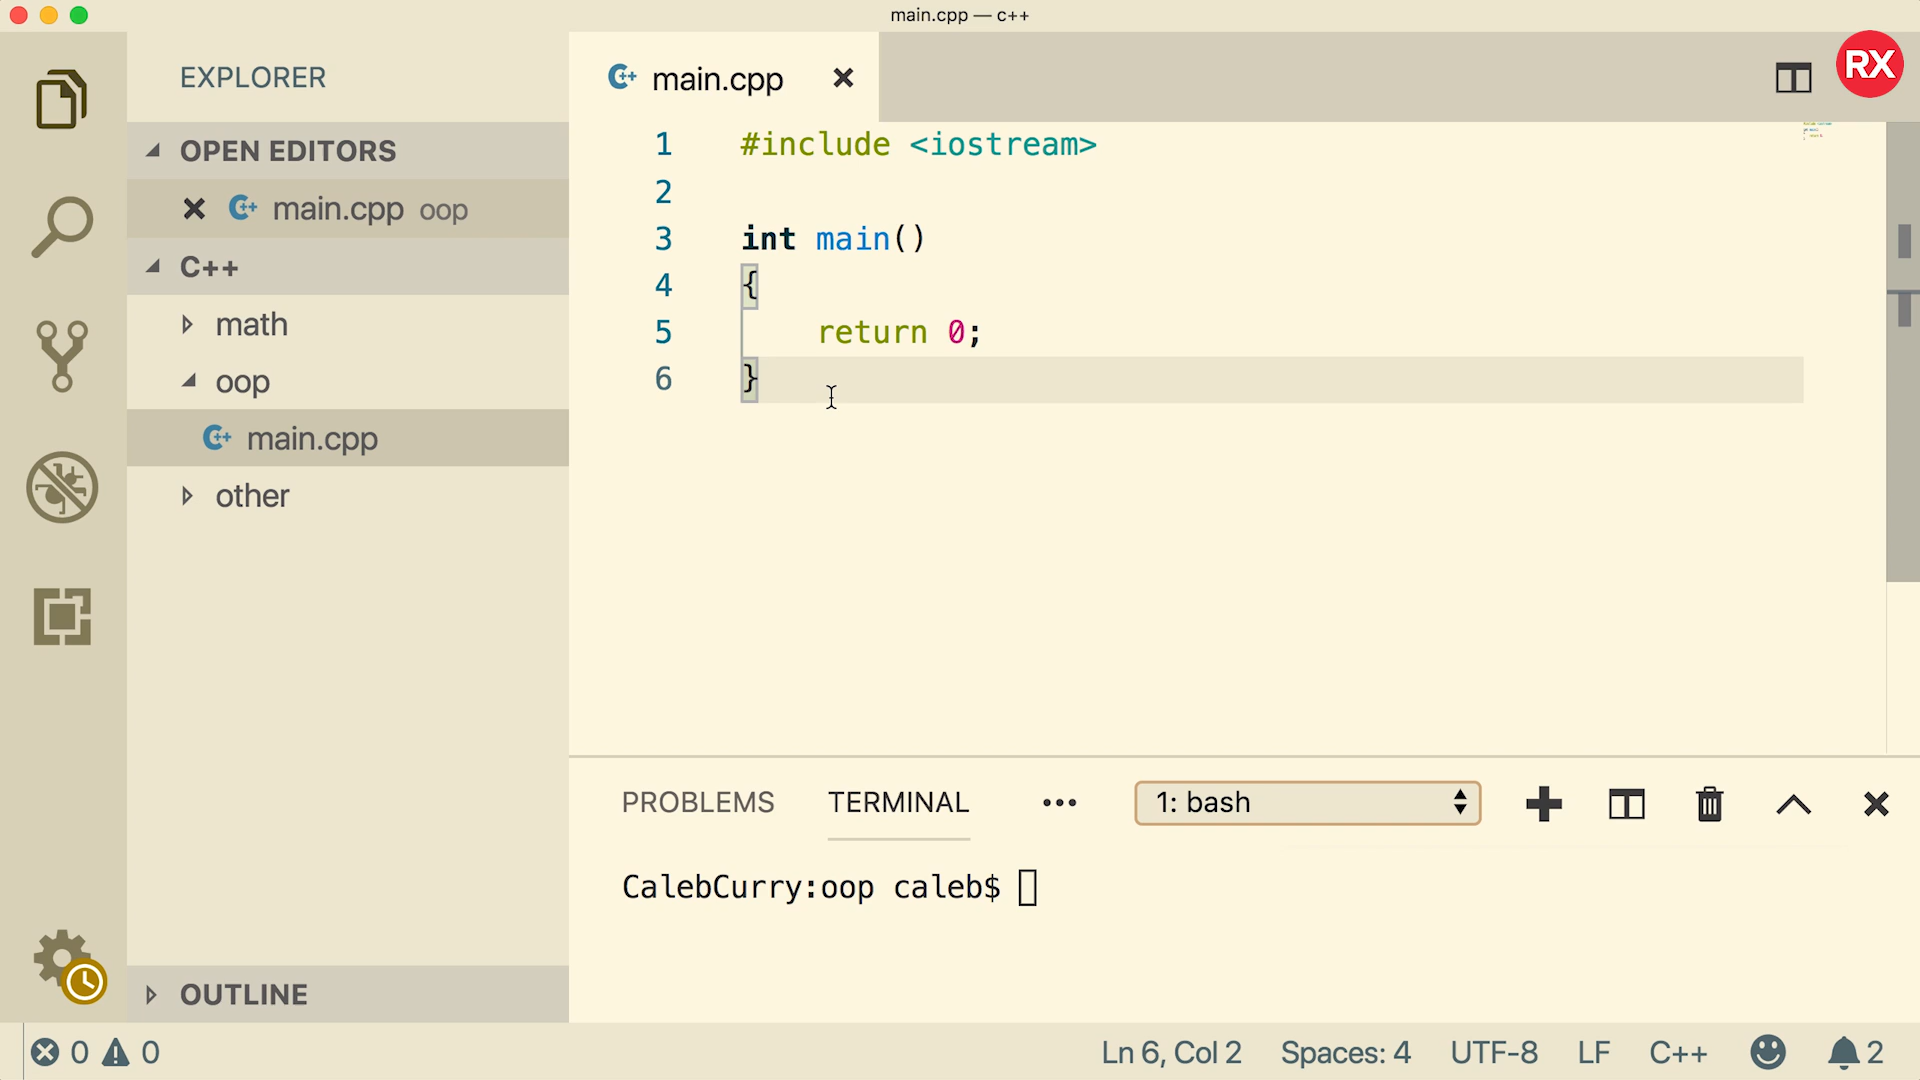 main.cpp — c++
RX
EXPLORER
OPEN EDITORS
main.cpp oop
C++
math
oop
main.cpp
other
OUTLINE
main.cpp
1 #include <iostream>
2
3 int main()
4 {
5     return 0;
6 }
PROBLEMS TERMINAL ••• 1: bash
CalebCurry:oop caleb$
0 0 Ln 6, Col 2 Spaces: 4 UTF-8 LF C++ 2